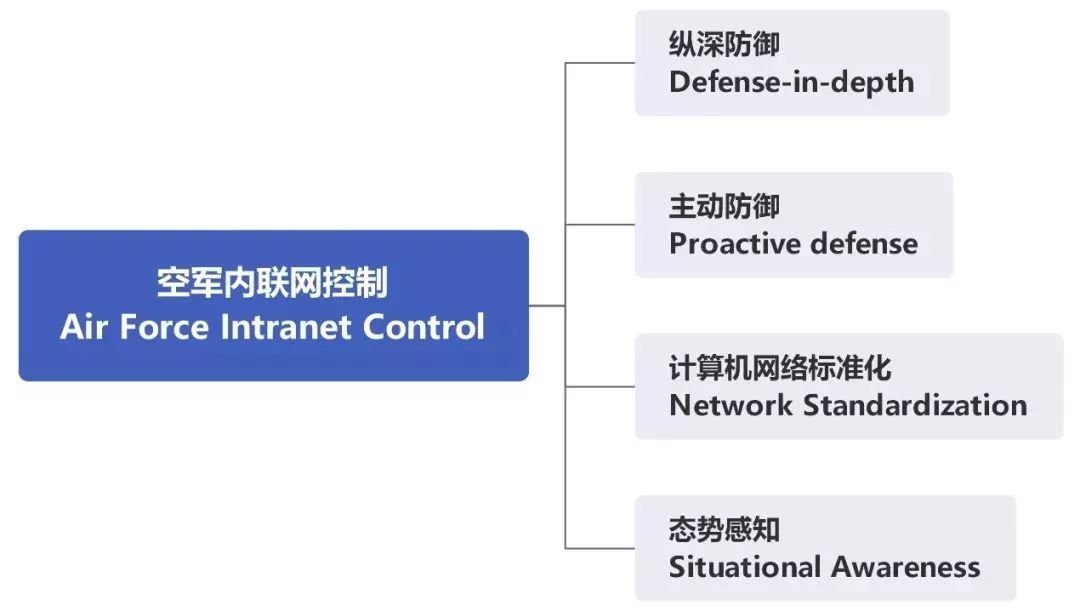 空军内联网控制
Air Force Intranet Control
纵深防御
Defense-in-depth
主动防御
Proactive defense
计算机网络标准化
Network Standardization
态势感知
Situational Awareness